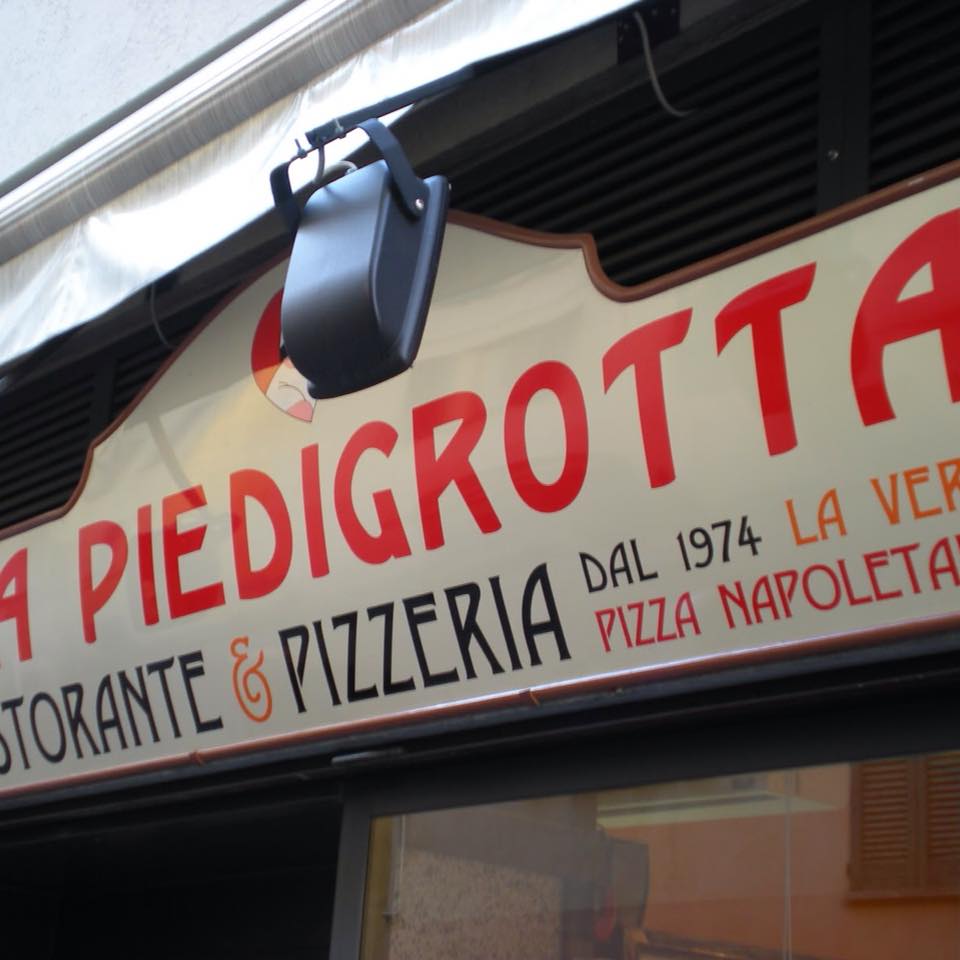 A PIEDIGROTTA
STORANTE & PIZZERIA
DAL 1974 LA VER
PIZZA NAPOLETA